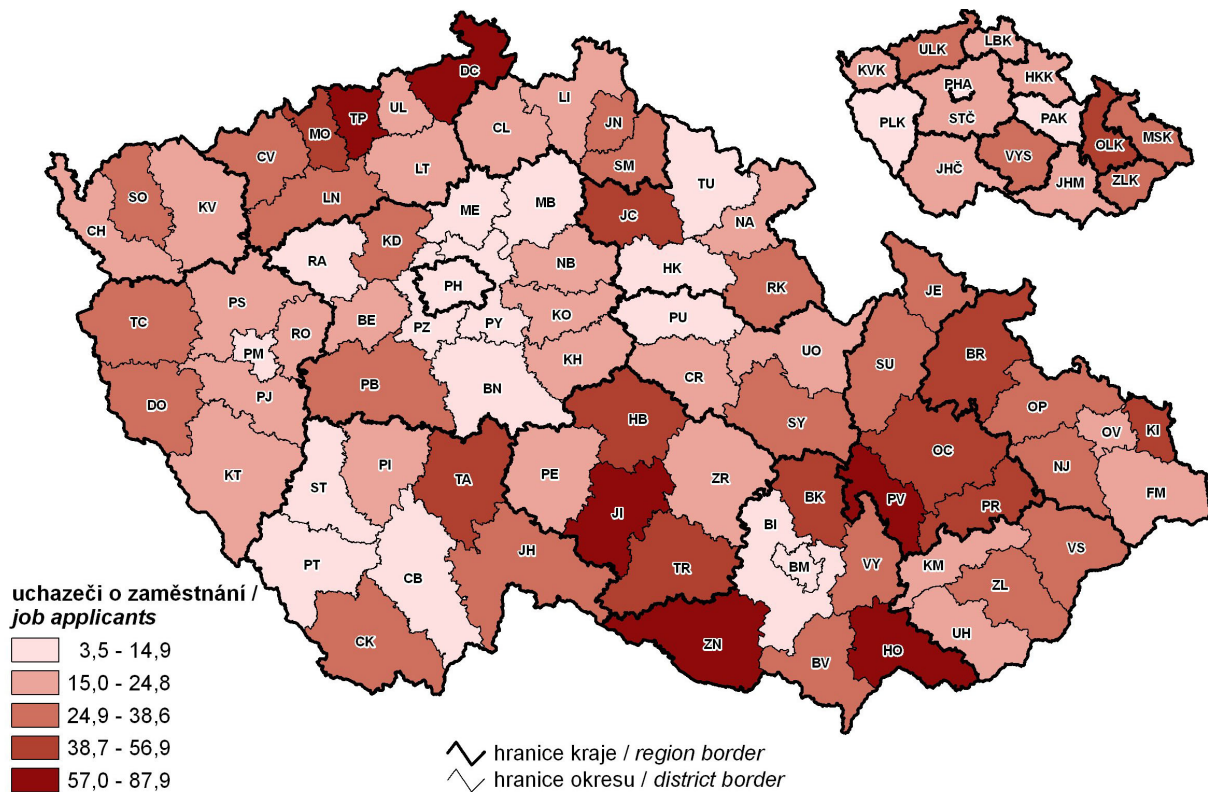 DC
LBK
ULK
KVK
HKK
PHA
STČ
PLK
PAK
MSK
OLK
VYS
JHČ
JHM
ZLK
LI
UL
TP
MO
CL
JN
CV
LT
SM
SO
LN
TU
KV
ME
MB
JC
NA
CH
KD
RA
NB
HK
PH
RK
JE
PS
TC
RO
BE
PZ
PY
KO
PU
UO
PM
KH
BR
SU
PB
BN
CR
PJ
DO
OP
HB
SY
OV
KI
OC
PI
KT
ST
TA
PE
ZR
NJ
BK
PV
FM
PR
JI
BI
JH
VS
PT
CB
TR
BM
VY
KM
ZL
UH
CK
ZN
BV
HO
uchazeči o zaměstnání /
job applicants
3,5 - 14,9
15,0 - 24,8
24,9 - 38,6
38,7 - 56,9
57,0 - 87,9
hranice kraje / region border
hranice okresu / district border